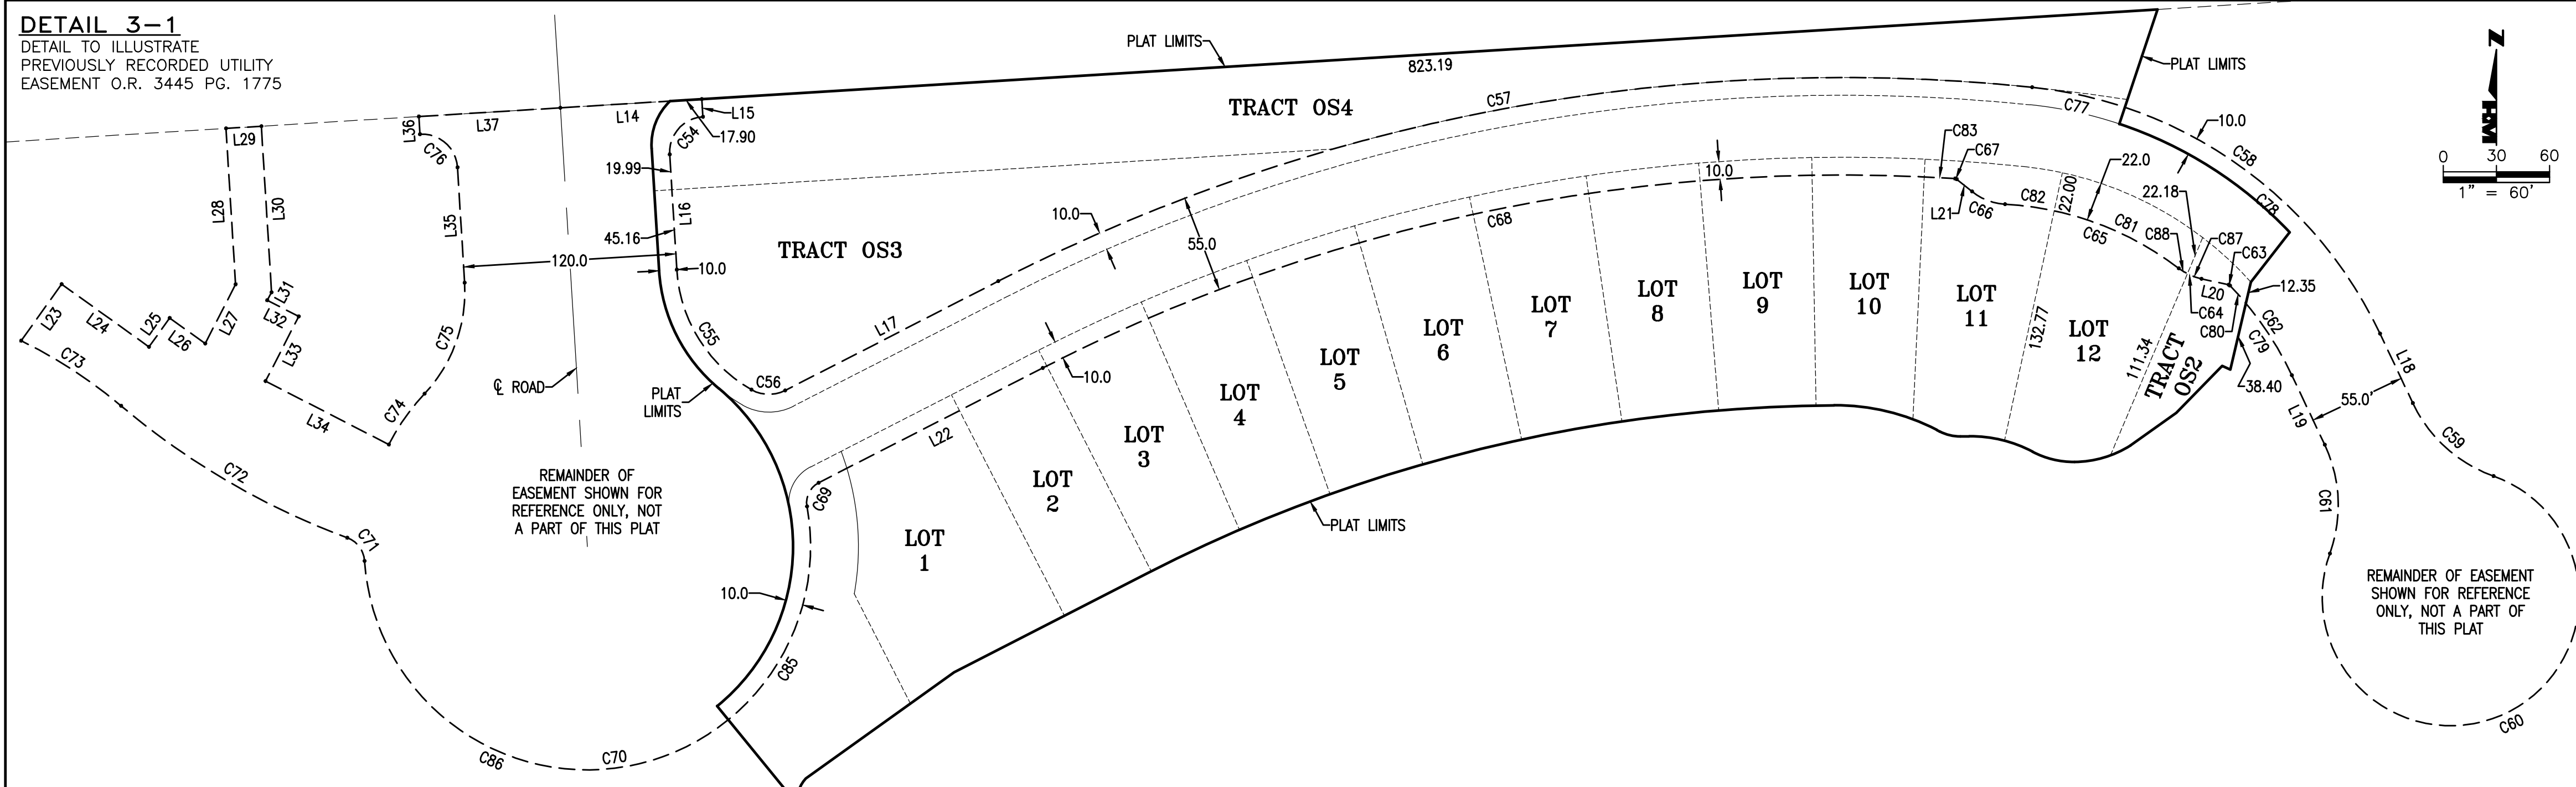 DETAIL 3-1
DETAIL TO ILLUSTRATE
PREVIOUSLY RECORDED UTILITY
EASEMENT O.R. 3445 PG. 1775
PLAT LIMITS
823.19
PLAT LIMITS
N
H·M
0 30 60
1" = 60'
L29
L28
L30
L31
L32
L33
L34
L23
L24
L25
L26
L27
C73
C72
C71
C86
C70
C85
C74
C75
L35
C76
L36
L37
L14
L15
C54
17.90
19.99
L16
45.16
10.0
120.0
℄ ROAD
C55
C56
PLAT
LIMITS
REMAINDER OF
EASEMENT SHOWN FOR
REFERENCE ONLY, NOT
A PART OF THIS PLAT
10.0
TRACT OS4
TRACT OS3
L17
10.0
55.0
C57
C77
10.0
C58
C68
10.0
10.0
L22
C69
LOT
1
LOT
2
LOT
3
LOT
4
LOT
5
LOT
6
LOT
7
LOT
8
LOT
9
LOT
10
LOT
11
LOT
12
TRACT
OS2
PLAT LIMITS
C83
C67
L21
C66
C82
22.00
22.0
C65
C81
C88
22.18
C87
C63
C78
L20
C64
C80
12.35
132.77
111.34
38.40
C62
C79
L19
55.0'
L18
C59
C61
C60
REMAINDER OF EASEMENT
SHOWN FOR REFERENCE
ONLY, NOT A PART OF
THIS PLAT